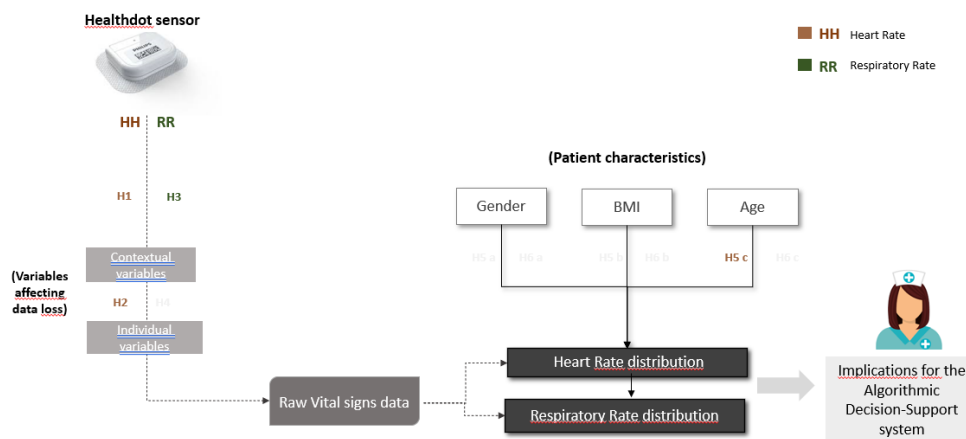 Healthdot sensor
HH Heart Rate
RR Respiratory Rate
PHILIPS
HH RR
(Patient characteristics)
Gender BMI Age
H1 H3
H5 a H6 a H5 b H6 b H5 c H6 c
Contextual
variables
(Variables
affecting
data loss)
H2 H4
Individual
variables
Heart Rate distribution
Raw Vital signs data
Respiratory Rate distribution
Implications for the
Algorithmic
Decision-Support
system